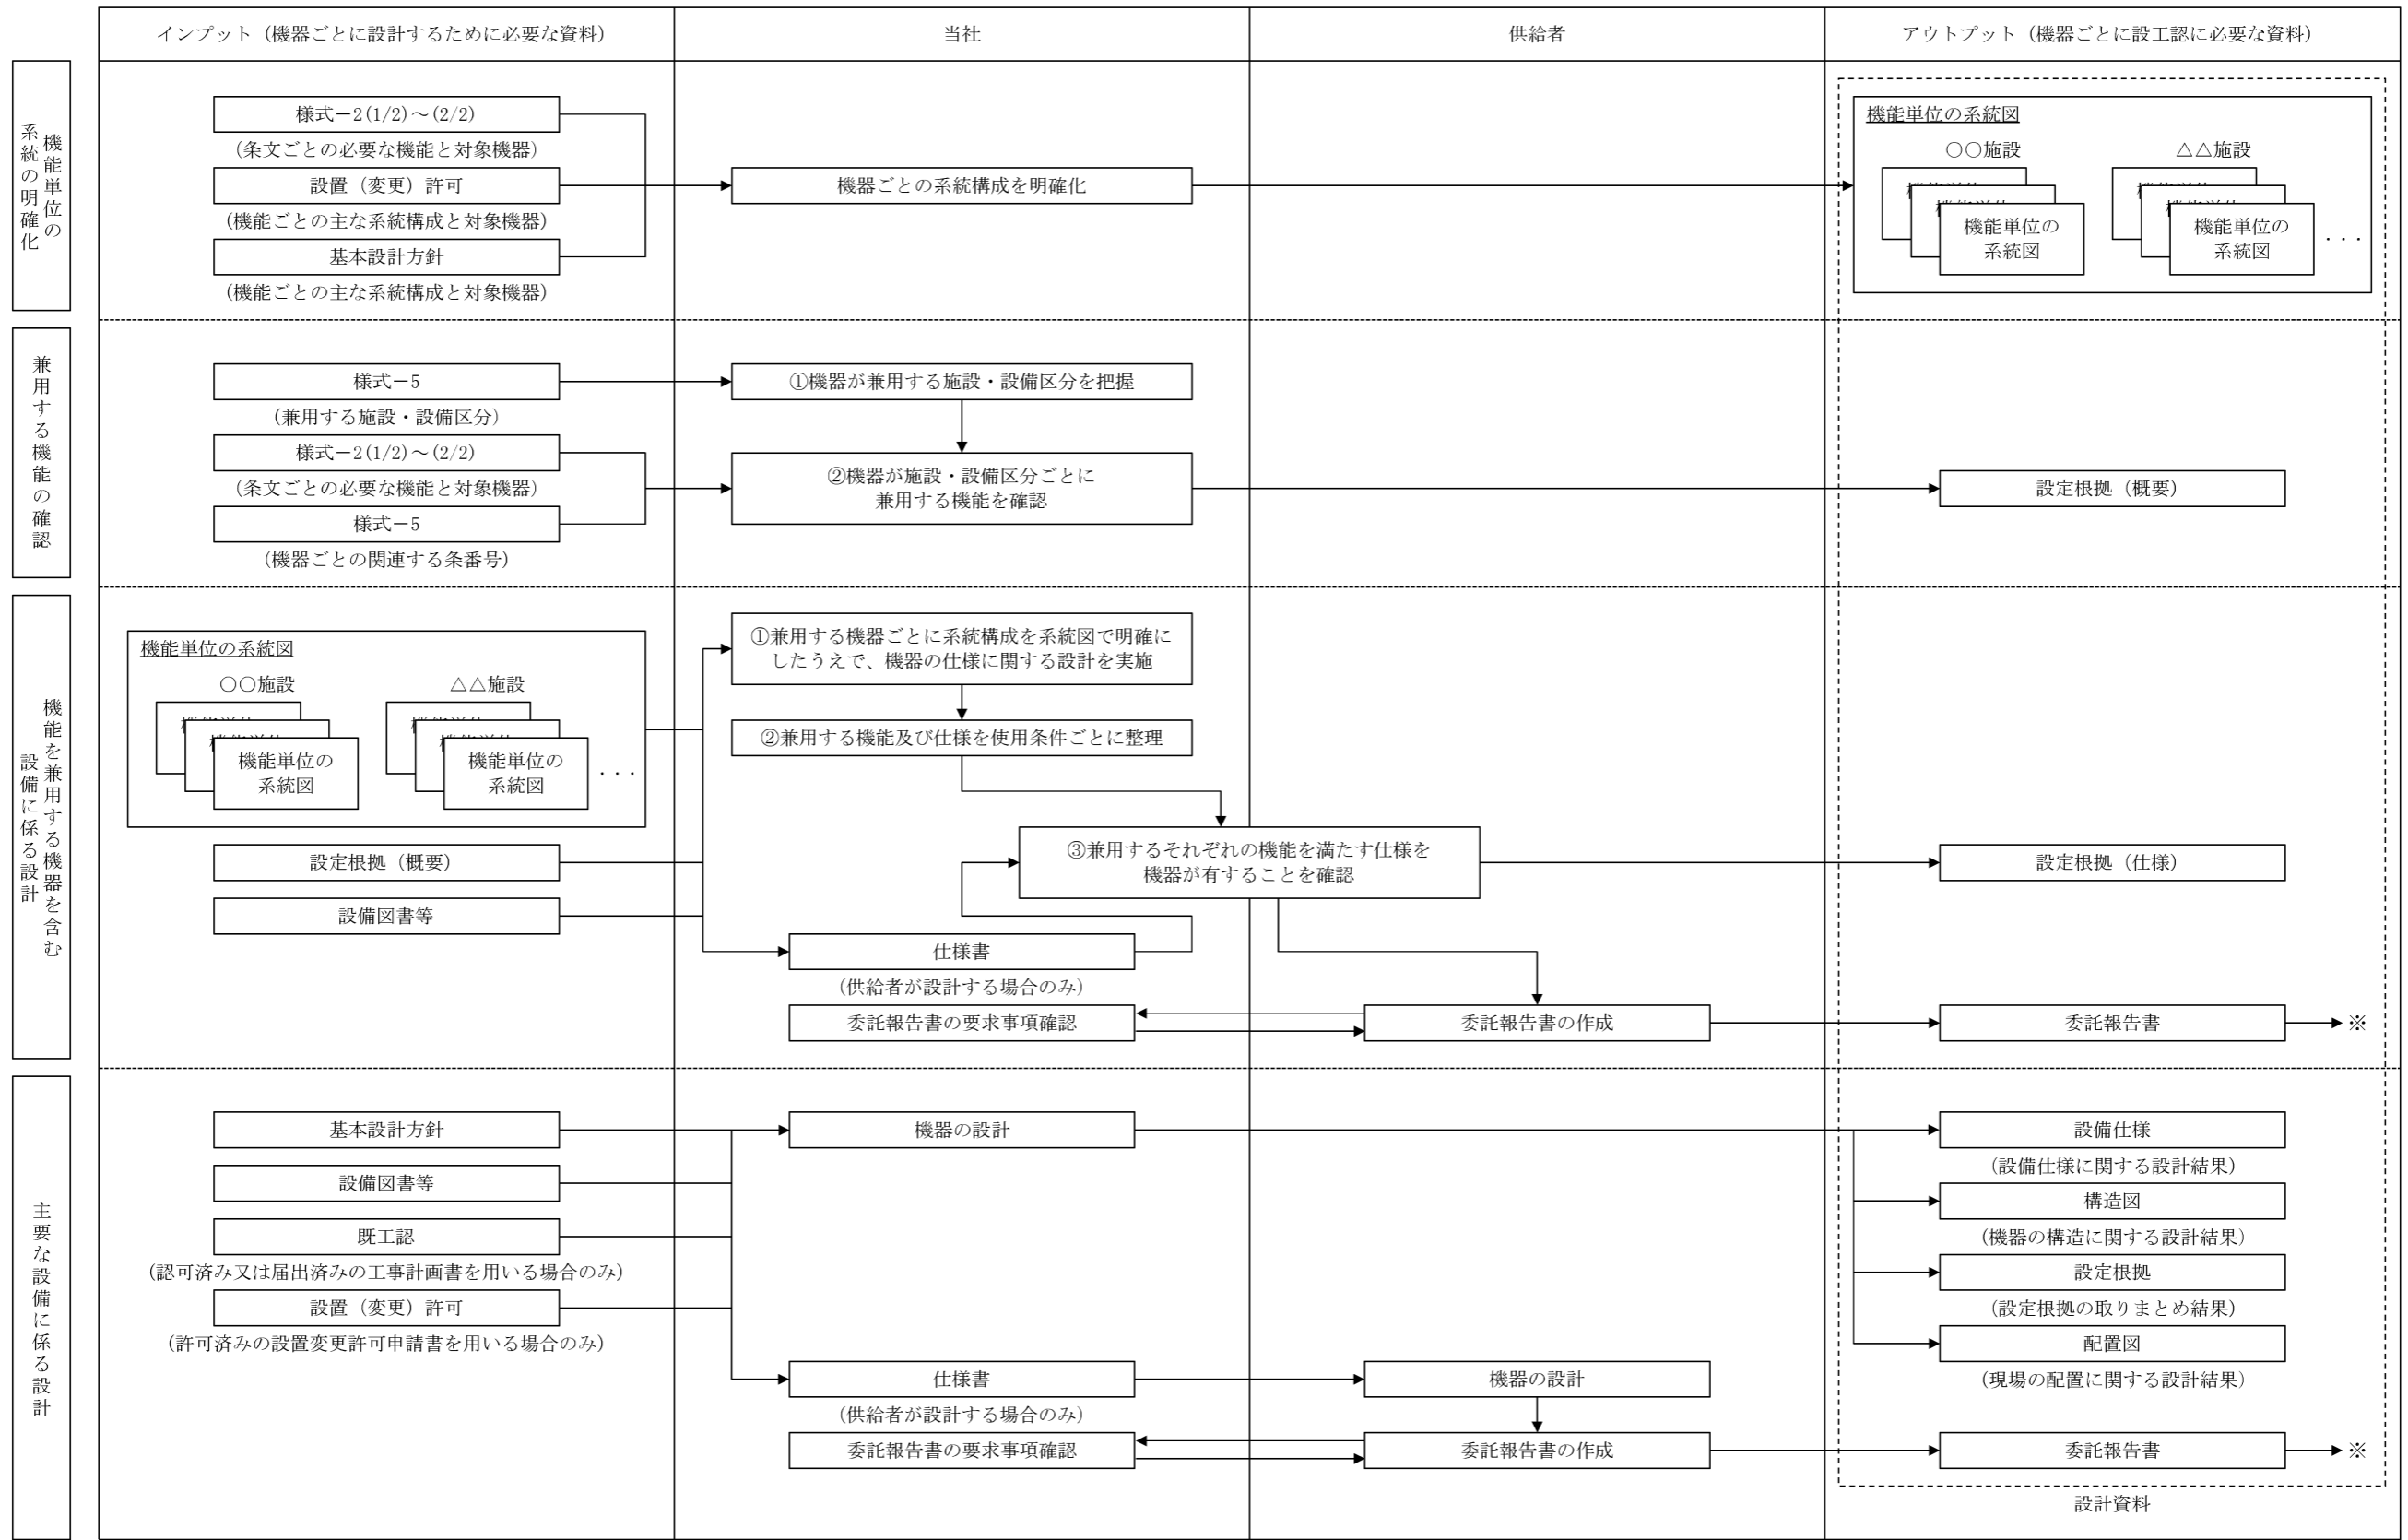 インプット（機器ごとに設計するために必要な資料）
当社
供給者
アウトプット（機器ごとに設工認に必要な資料）
機能単位の
系統の明確化
様式－2(1/2)～(2/2)
（条文ごとの必要な機能と対象機器）
設置（変更）許可
（機能ごとの主な系統構成と対象機器）
基本設計方針
（機能ごとの主な系統構成と対象機器）
機器ごとの系統構成を明確化
機能単位の系統図
○○施設
△△施設
機能単位の
系統図
機能単位の
系統図
・・・
兼用する機能の確認
様式－5
（兼用する施設・設備区分）
様式－2(1/2)～(2/2)
（条文ごとの必要な機能と対象機器）
様式－5
（機器ごとの関連する条番号）
①機器が兼用する施設・設備区分を把握
②機器が施設・設備区分ごとに
兼用する機能を確認
設定根拠（概要）
機能を兼用する機器を含む
設備に係る設計
機能単位の系統図
○○施設
△△施設
機能単位の
系統図
機能単位の
系統図
・・・
設定根拠（概要）
設備図書等
①兼用する機器ごとに系統構成を系統図で明確に
したうえで、機器の仕様に関する設計を実施
②兼用する機能及び仕様を使用条件ごとに整理
③兼用するそれぞれの機能を満たす仕様を
機器が有することを確認
設定根拠（仕様）
仕様書
（供給者が設計する場合のみ）
委託報告書の要求事項確認
委託報告書の作成
委託報告書
※
主要な設備に係る設計
基本設計方針
設備図書等
既工認
（認可済み又は届出済みの工事計画書を用いる場合のみ）
設置（変更）許可
（許可済みの設置変更許可申請書を用いる場合のみ）
機器の設計
設備仕様
（設備仕様に関する設計結果）
構造図
（機器の構造に関する設計結果）
設定根拠
（設定根拠の取りまとめ結果）
配置図
（現場の配置に関する設計結果）
仕様書
（供給者が設計する場合のみ）
機器の設計
委託報告書の要求事項確認
委託報告書の作成
委託報告書
※
設計資料